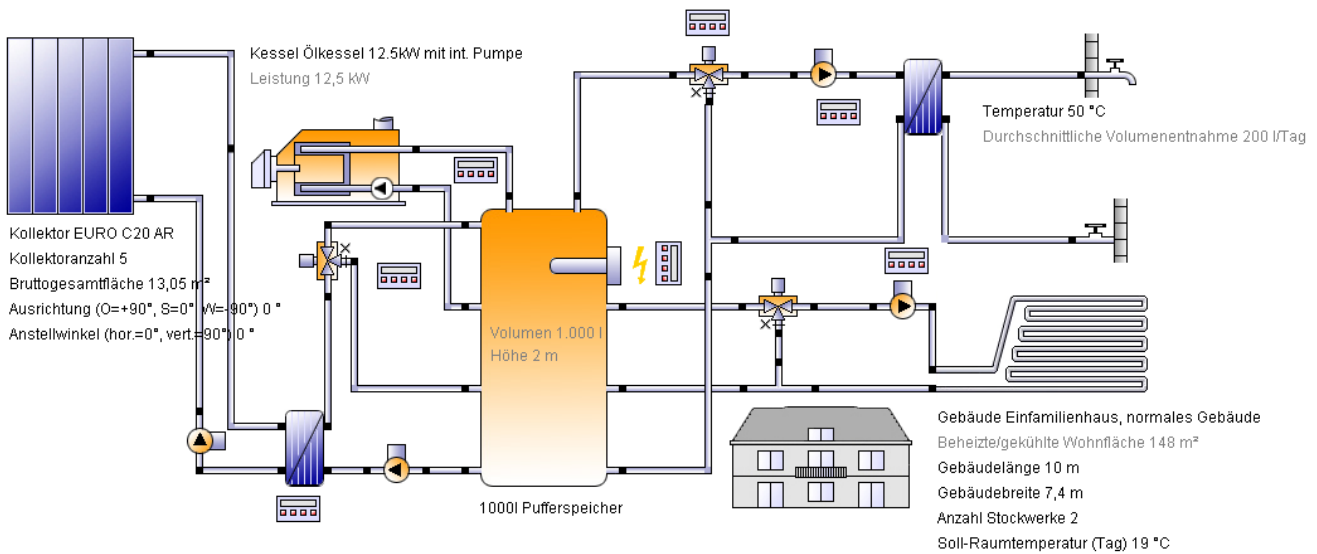 Kessel Ölkessel 12.5kW mit int. Pumpe
Leistung 12,5 kW
Temperatur 50 °C
Durchschnittliche Volumenentnahme 200 l/Tag
Kollektor EURO C20 AR
Kollektoranzahl 5
Bruttogesamtfläche 13,05 m²
Ausrichtung (O=+90°, S=0°, W=-90°) 0 °
Anstellwinkel (hor.=0°, vert.=90°) 0 °
Volumen 1.000 l
Höhe 2 m
1000l Pufferspeicher
Gebäude Einfamilienhaus, normales Gebäude
Beheizte/gekühlte Wohnfläche 148 m²
Gebäudelänge 10 m
Gebäudebreite 7,4 m
Anzahl Stockwerke 2
Soll-Raumtemperatur (Tag) 19 °C